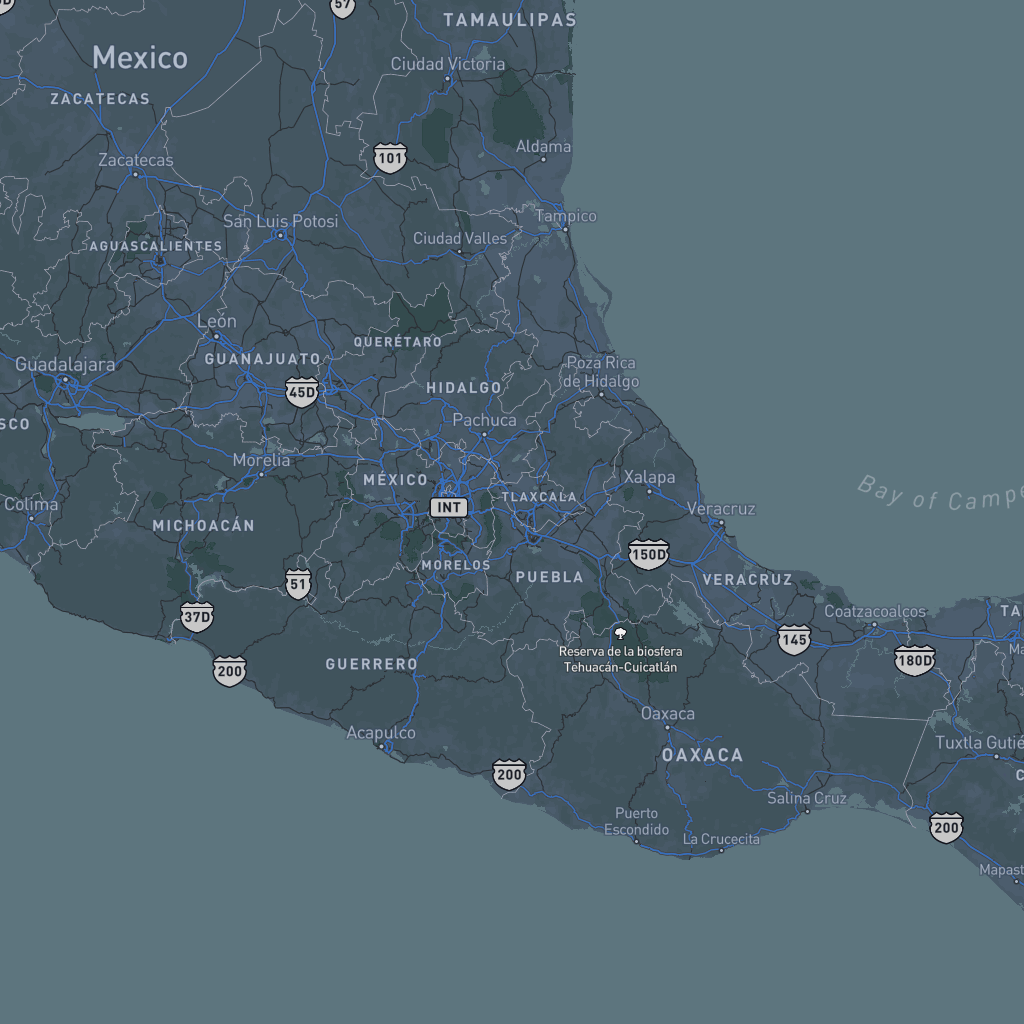 57
TAMAULIPAS
Mexico
Ciudad Victoria
ZACATECAS
101
Aldama
Zacatecas
Tampico
San Luis Potosi
Ciudad Valles
AGUASCALIENTES
León
QUERÉTARO
GUANAJUATO
Guadalajara
Poza Rica
de Hidalgo
HIDALGO
45D
Pachuca
SCO
Morelia
MÉXICO
Xalapa
Bay of Campe
TLAXCALA
Colima
INT
Veracruz
MICHOACÁN
150D
MORELOS
PUEBLA
VERACRUZ
51
37D
Coatzacoalcos
TA
145
Reserva de la biosfera
Tehuacán-Cuicatlán
Ma
180D
GUERRERO
200
Oaxaca
Acapulco
Tuxtla Gutié
OAXACA
200
C
Salina Cruz
Puerto
Escondido
200
La Crucecita
Mapast